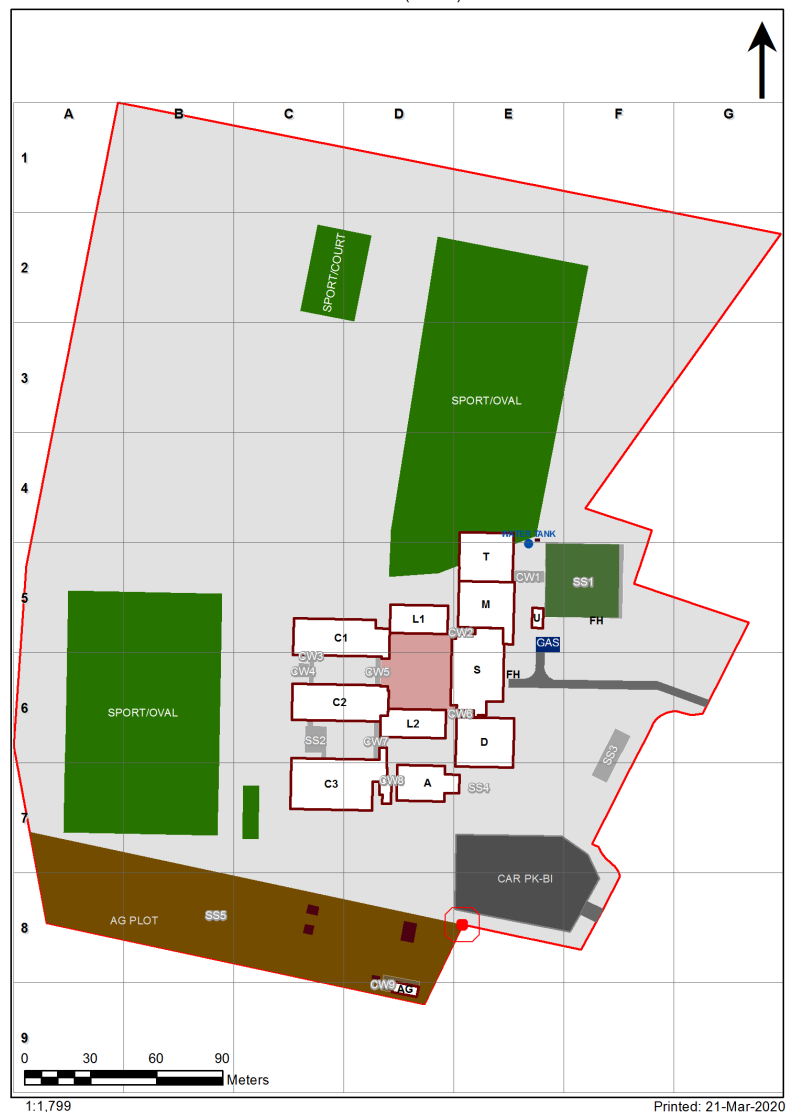 A B C D E F G
1
2
SPORT/COURT
3
SPORT/OVAL
4
WATER TANK
T
CW1
SS1
5
M
U
L1
FH
C1
CW2
GAS
CW3
CW4
CW5
S
FH
6
C2
SPORT/OVAL
CW6
L2
SS2
CW7
D
SS3
C3
CW8
A
SS4
7
CAR PK-BI
SS5
AG PLOT
8
CW9
AG
9
0 30 60 90
Meters
1:1,799
Printed: 21-Mar-2020